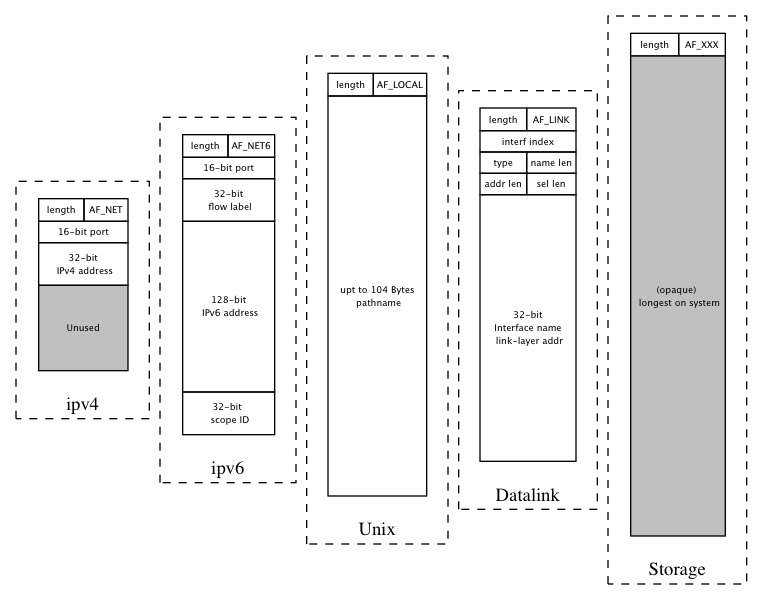 length AF_NET
16-bit port
32-bit
IPv4 address
Unused
ipv4
length AF_NET6
16-bit port
32-bit
flow label
128-bit
IPv6 address
32-bit
scope ID
ipv6
length AF_LOCAL
upt to 104 Bytes
pathname
Unix
length AF_LINK
interf index
type name len
addr len sel len
32-bit
Interface name
link-layer addr
Datalink
length AF_XXX
(opaque)
longest on system
Storage